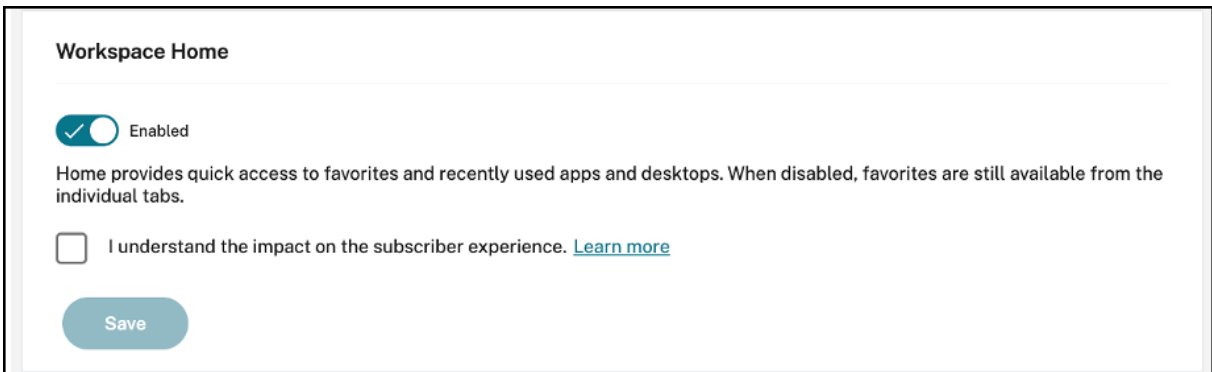 Workspace Home
Enabled
Home provides quick access to favorites and recently used apps and desktops. When disabled, favorites are still available from the
individual tabs.
I understand the impact on the subscriber experience. Learn more
Save